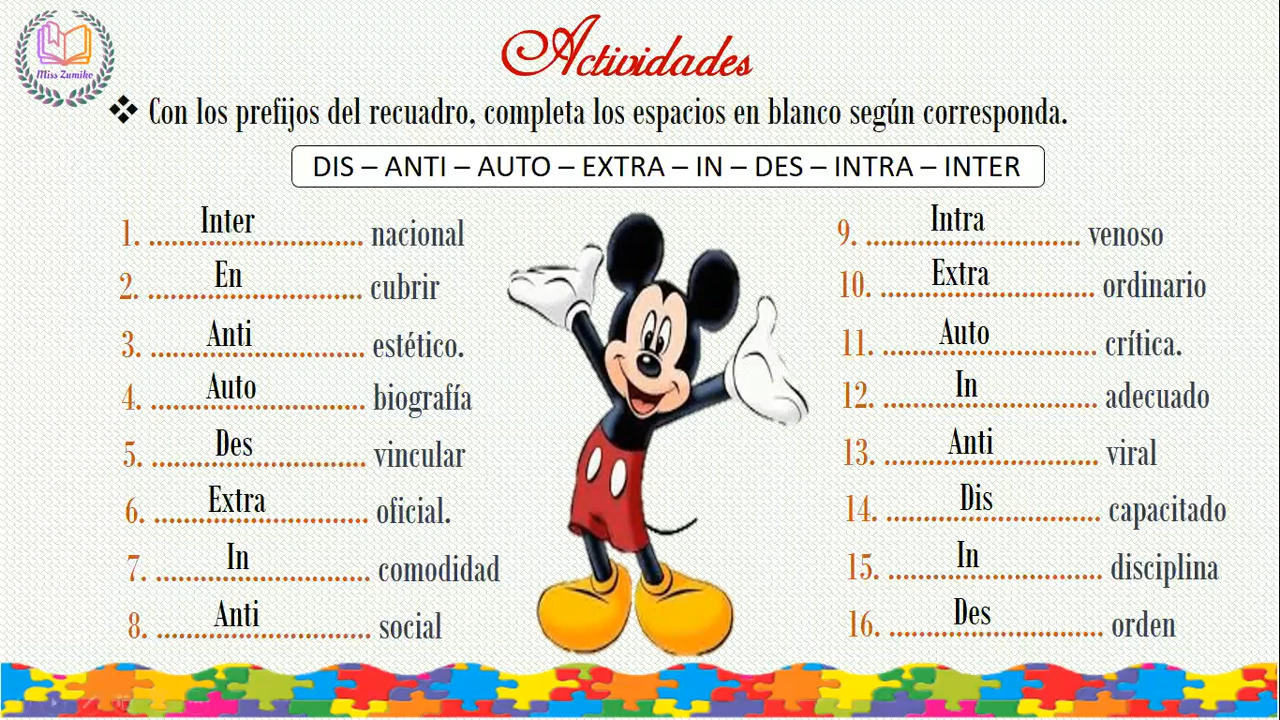 Miss Zumiko
Actividades
❖ Con los prefijos del recuadro, completa los espacios en blanco según corresponda.
DIS – ANTI – AUTO – EXTRA – IN – DES – INTRA – INTER
1. Inter nacional
2. En cubrir
3. Anti estético.
4. Auto biografía
5. Des vincular
6. Extra oficial.
7. In comodidad
8. Anti social
9. Intra venoso
10. Extra ordinario
11. Auto crítica.
12. In adecuado
13. Anti viral
14. Dis capacitado
15. In disciplina
16. Des orden